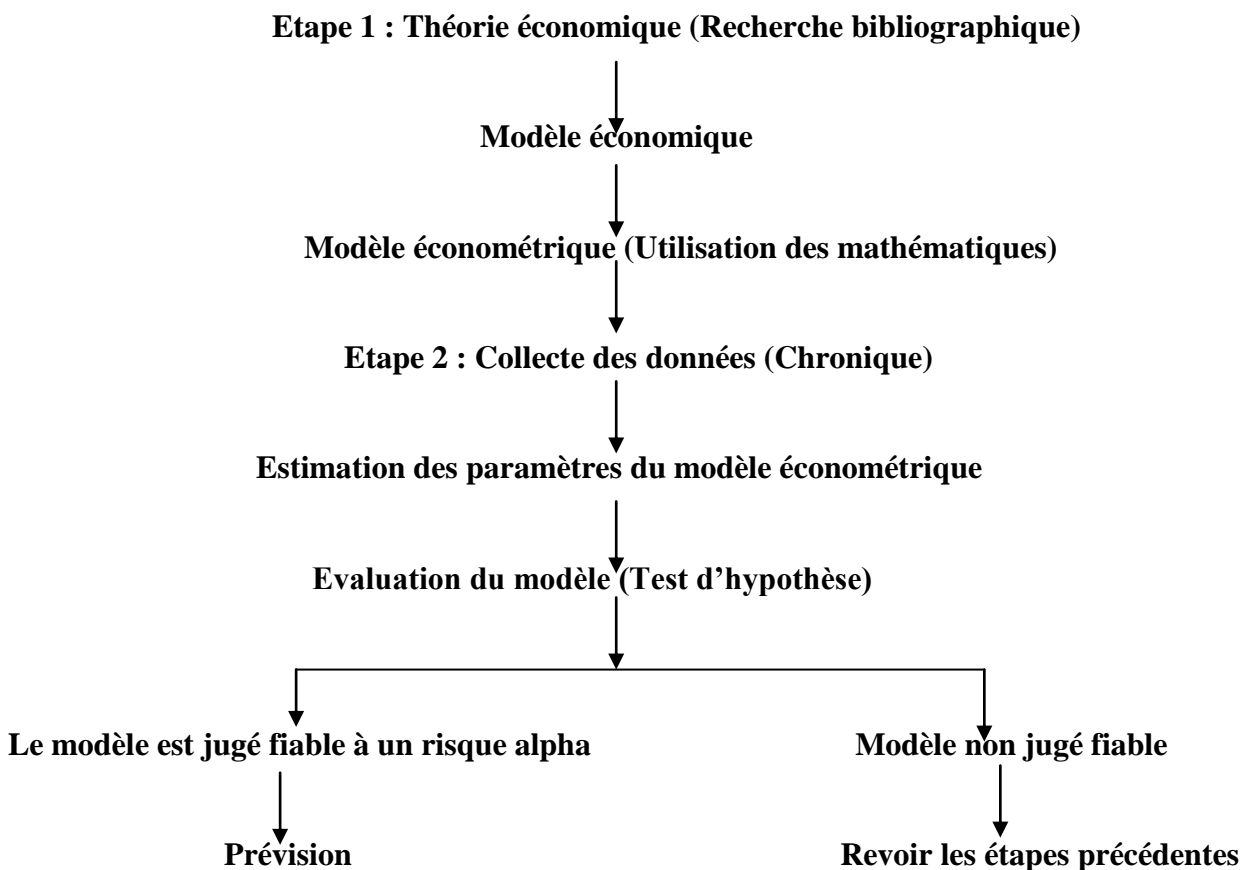 Etape 1 : Théorie économique (Recherche bibliographique)
Modèle économique
Modèle économétrique (Utilisation des mathématiques)
Etape 2 : Collecte des données (Chronique)
Estimation des paramètres du modèle économétrique
Evaluation du modèle (Test d’hypothèse)
Le modèle est jugé fiable à un risque alpha
Modèle non jugé fiable
Prévision
Revoir les étapes précédentes